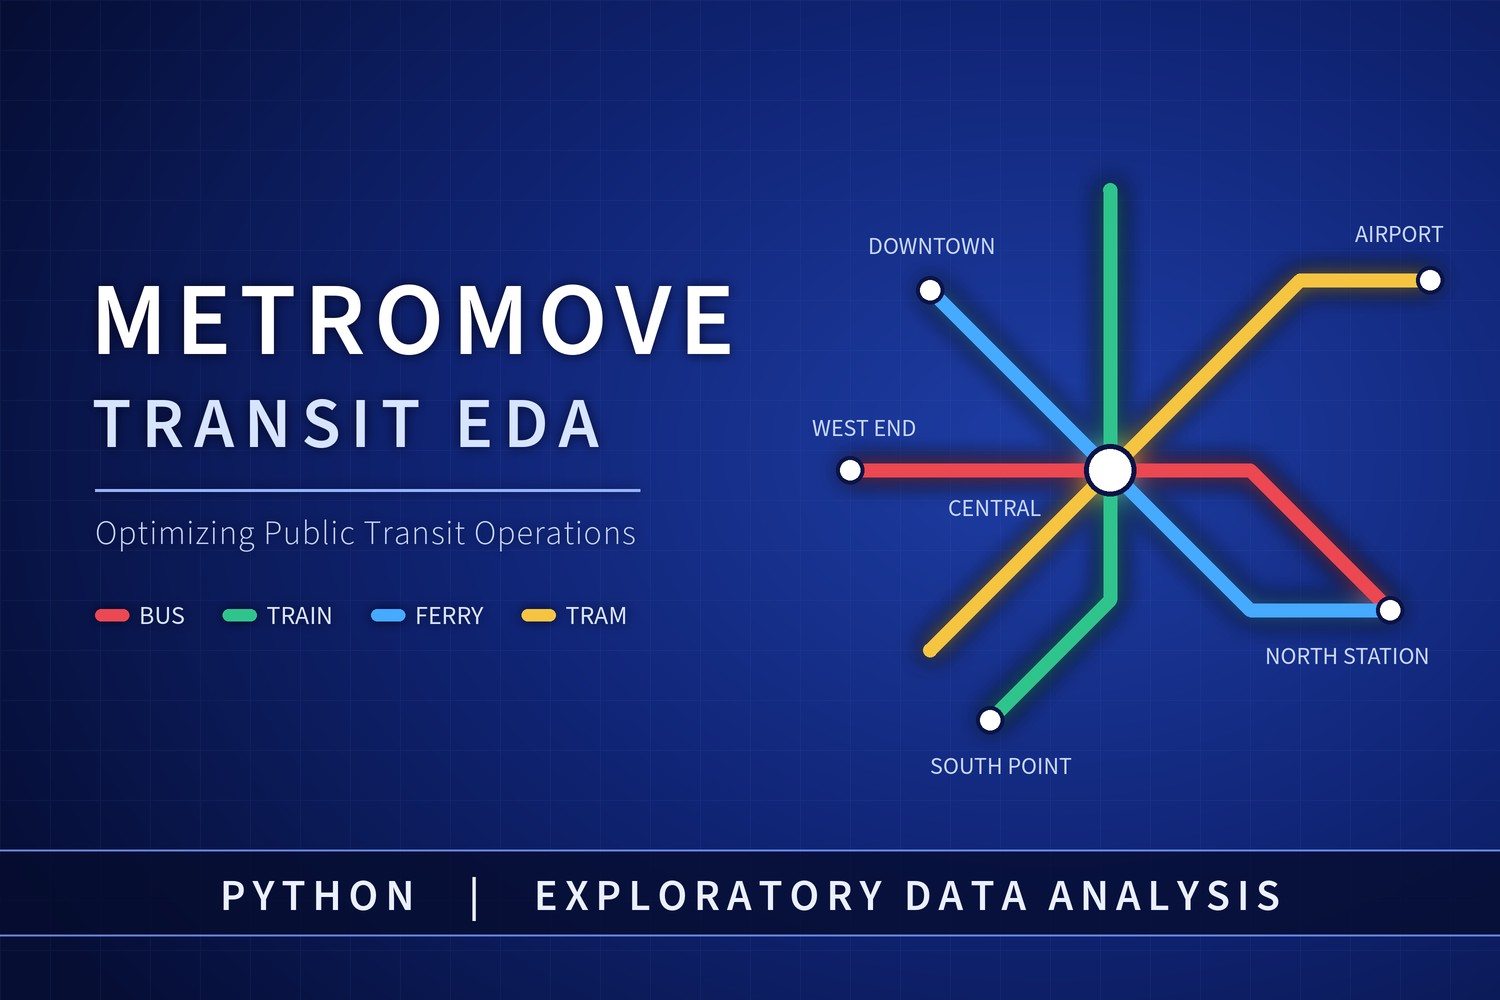 METROMOVE
TRANSIT EDA
Optimizing Public Transit Operations
BUS TRAIN FERRY TRAM
DOWNTOWN
AIRPORT
WEST END
CENTRAL
NORTH STATION
SOUTH POINT
PYTHON | EXPLORATORY DATA ANALYSIS